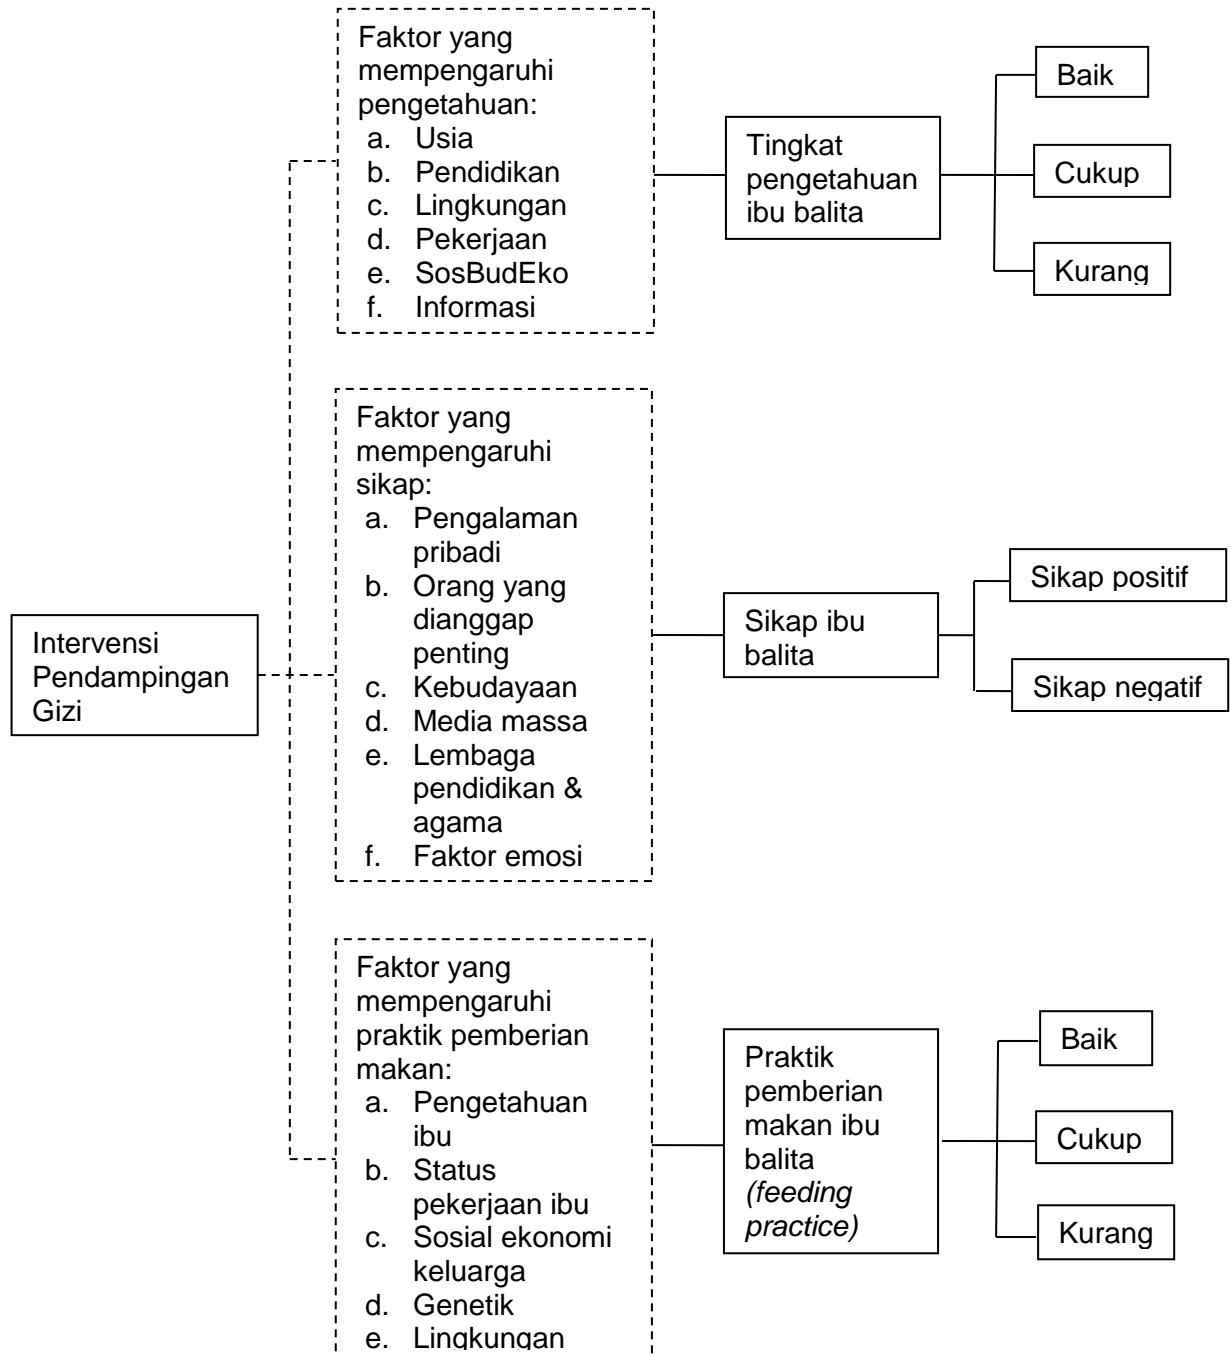 Intervensi
Pendampingan
Gizi
Faktor yang
mempengaruhi
pengetahuan:
a. Usia
b. Pendidikan
c. Lingkungan
d. Pekerjaan
e. SosBudEko
f. Informasi
Tingkat
pengetahuan
ibu balita
Baik
Cukup
Kurang
Faktor yang
mempengaruhi
sikap:
a. Pengalaman
pribadi
b. Orang yang
dianggap
penting
c. Kebudayaan
d. Media massa
e. Lembaga
pendidikan &
agama
f. Faktor emosi
Sikap ibu
balita
Sikap positif
Sikap negatif
Faktor yang
mempengaruhi
praktik pemberian
makan:
a. Pengetahuan
ibu
b. Status
pekerjaan ibu
c. Sosial ekonomi
keluarga
d. Genetik
e. Lingkungan
Praktik
pemberian
makan ibu
balita
(feeding
practice)
Baik
Cukup
Kurang